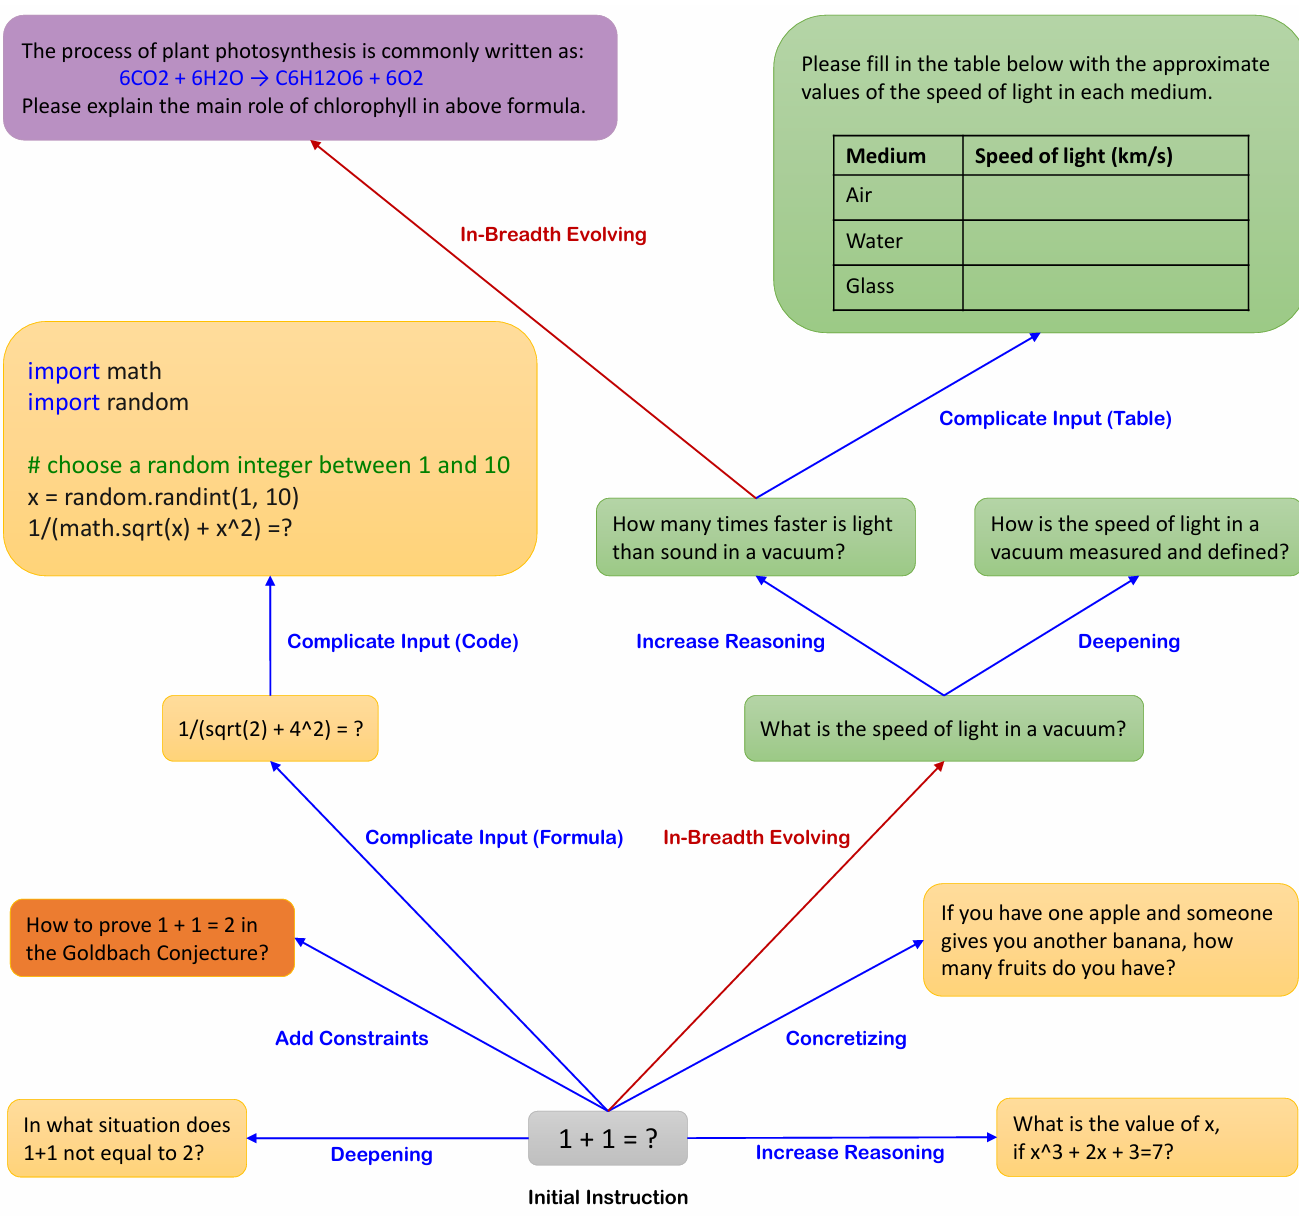 The process of plant photosynthesis is commonly written as:
6CO2 + 6H2O → C6H12O6 + 6O2
Please explain the main role of chlorophyll in above formula.
Please fill in the table below with the approximate
values of the speed of light in each medium.
Medium Speed of light (km/s)
Air
Water
Glass
In-Breadth Evolving
import math
import random
# choose a random integer between 1 and 10
x = random.randint(1, 10)
1/(math.sqrt(x) + x^2) =?
Complicate Input (Table)
How many times faster is light
than sound in a vacuum?
How is the speed of light in a
vacuum measured and defined?
Complicate Input (Code)
Increase Reasoning
Deepening
1/(sqrt(2) + 4^2) = ?
What is the speed of light in a vacuum?
Complicate Input (Formula)
In-Breadth Evolving
How to prove 1 + 1 = 2 in
the Goldbach Conjecture?
If you have one apple and someone
gives you another banana, how
many fruits do you have?
Add Constraints
Concretizing
In what situation does
1+1 not equal to 2?
Deepening
1 + 1 = ?
Increase Reasoning
What is the value of x,
if x^3 + 2x + 3=7?
Initial Instruction